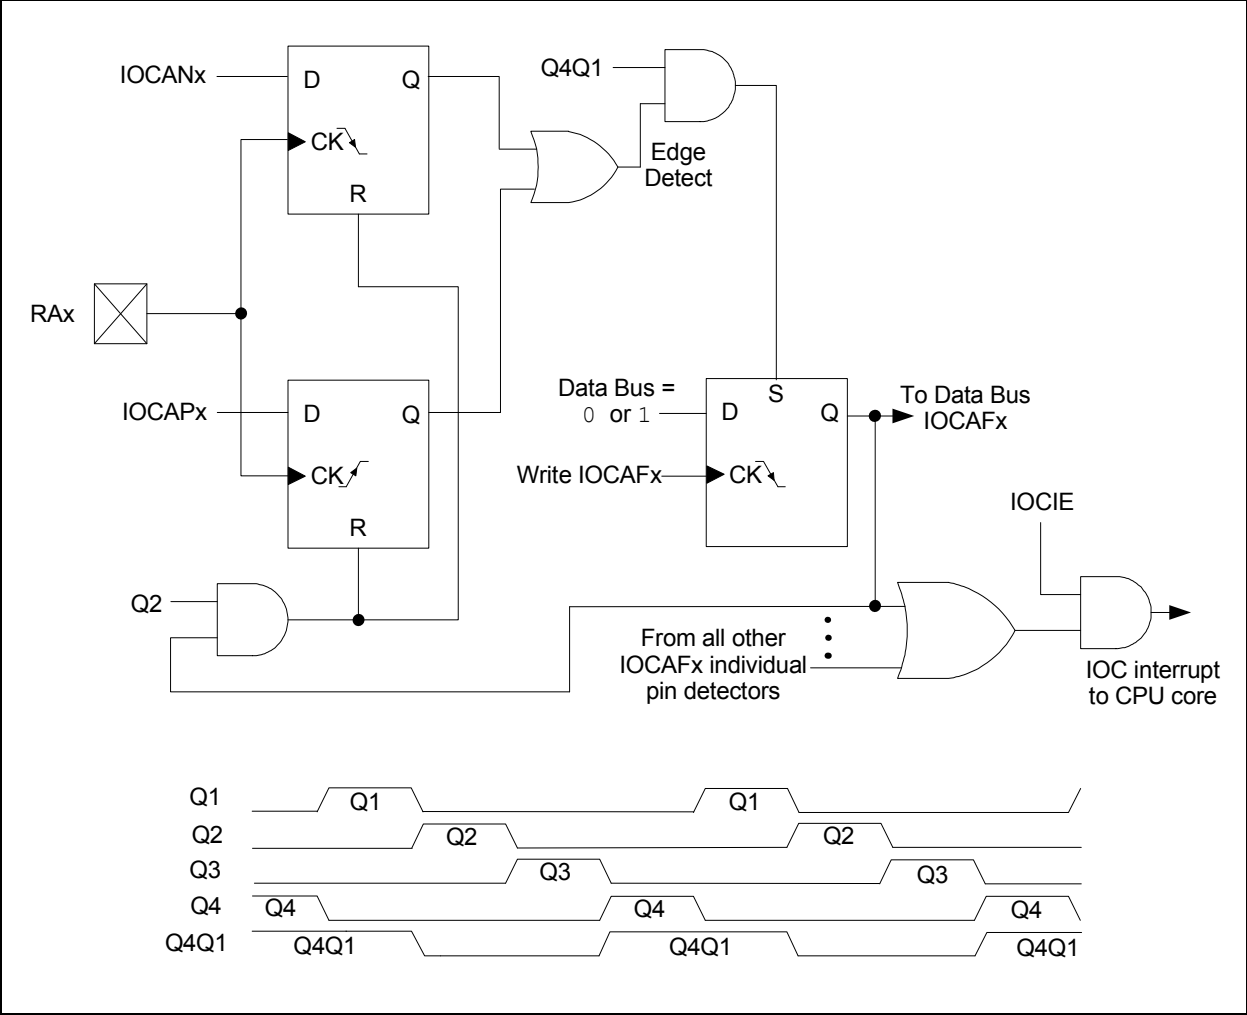 IOCANx
D
Q
CK
R
Q4Q1
Edge
Detect
RAx
IOCAPx
D
Q
CK
R
Data Bus =
0 or 1
S
D
Q
To Data Bus
IOCAFx
Write IOCAFx
CK
IOCIE
Q2
From all other
IOCAFx individual
pin detectors
IOC interrupt
to CPU core
Q1
Q1
Q1
Q2
Q2
Q2
Q3
Q3
Q3
Q4
Q4
Q4
Q4
Q4Q1
Q4Q1
Q4Q1
Q4Q1